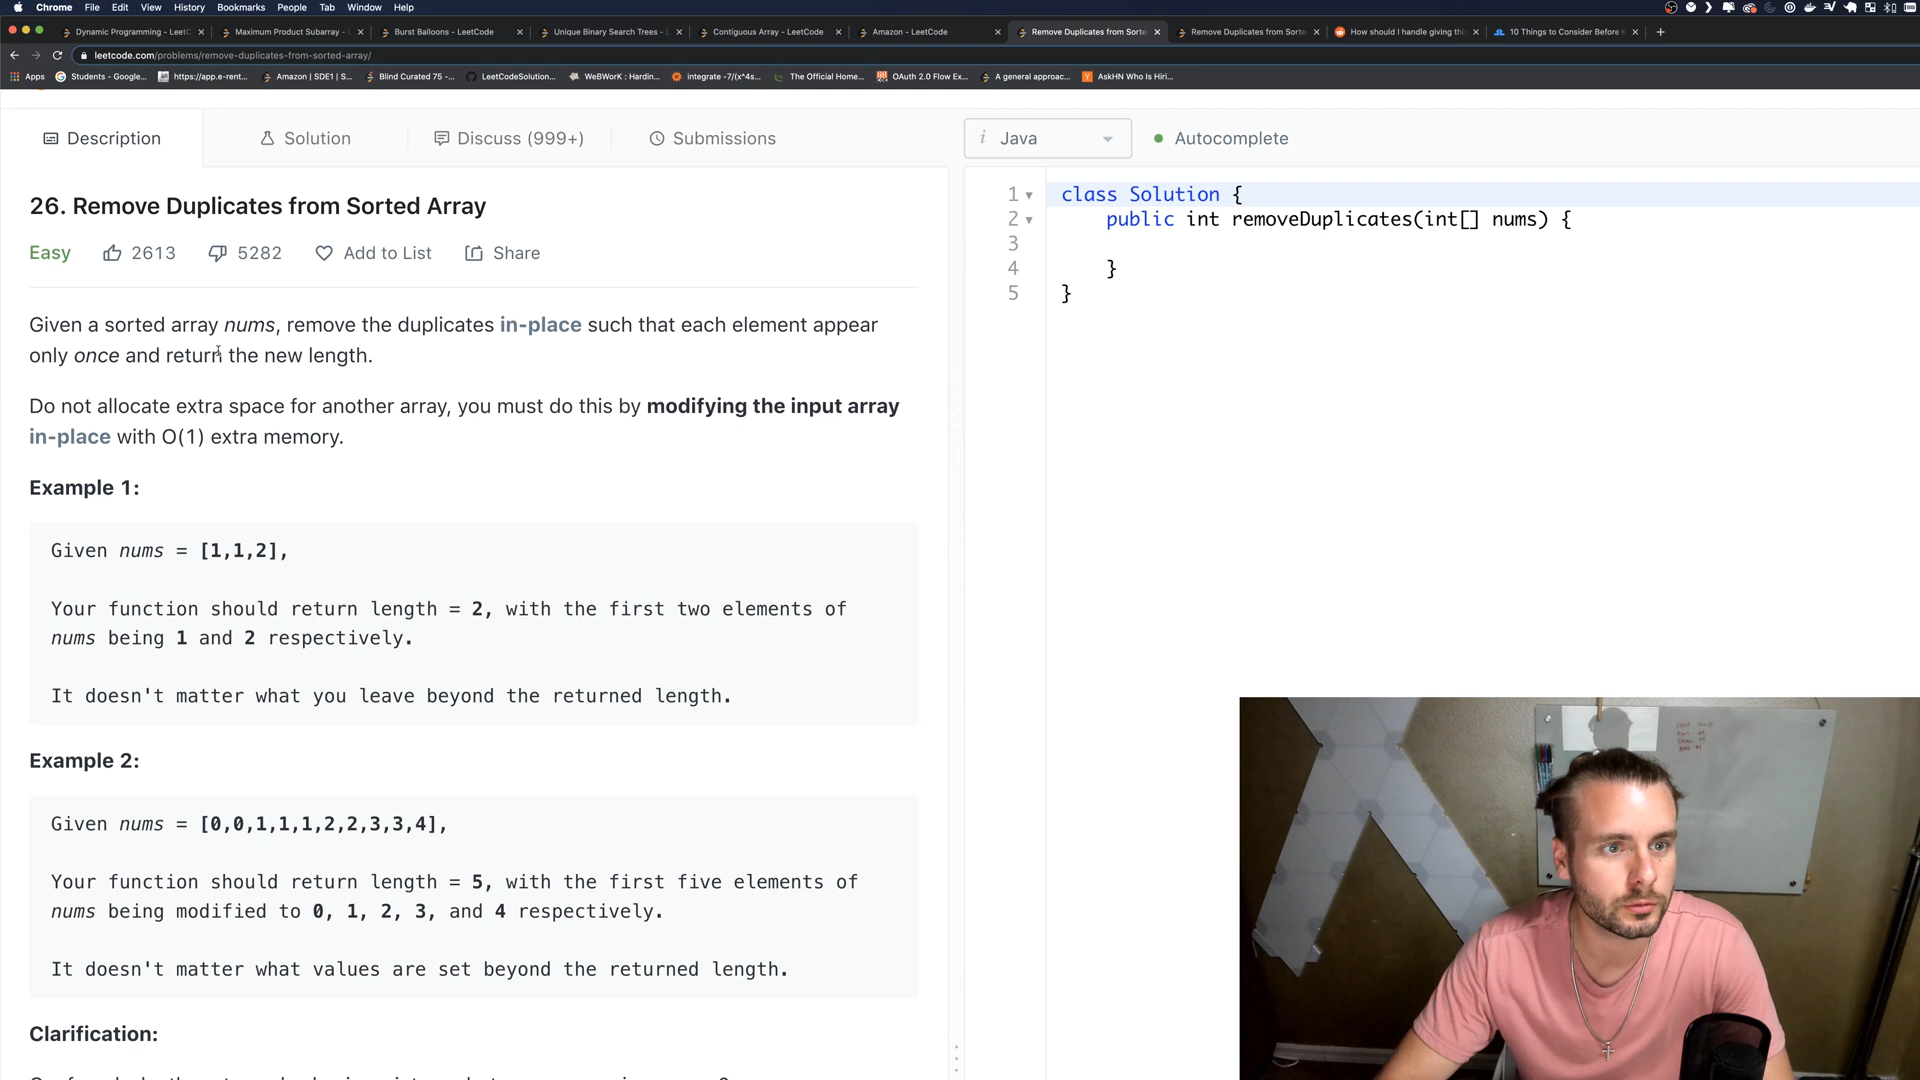 Chrome File Edit View History Bookmarks People Tab Window Help
Dynamic Programming - LeetC
Maximum Product Subarray - L
Burst Balloons - LeetCode
Unique Binary Search Trees - L
Contiguous Array - LeetCode
Amazon - LeetCode
Remove Duplicates from Sorte
Remove Duplicates from Sorte
How should I handle giving thi
10 Things to Consider Before
leetcode.com/problems/remove-duplicates-from-sorted-array/
Apps
Students - Google...
https://app.e-rent...
Amazon | SDE1 | S...
Blind Curated 75 -...
LeetCodeSolution...
WeBWorK : Hardin...
integrate -7/(x^4s...
The Official Home...
OAuth 2.0 Flow Ex...
A general approac...
AskHN Who Is Hiri...
Description
Solution
Discuss (999+)
Submissions
i Java
Autocomplete
26. Remove Duplicates from Sorted Array
Easy 2613 5282 Add to List Share
Given a sorted array nums, remove the duplicates in-place such that each element appear
only once and return the new length.
Do not allocate extra space for another array, you must do this by modifying the input array
in-place with O(1) extra memory.
Example 1:
Given nums = [1,1,2],
Your function should return length = 2, with the first two elements of
nums being 1 and 2 respectively.
It doesn't matter what you leave beyond the returned length.
Example 2:
Given nums = [0,0,1,1,1,2,2,3,3,4],
Your function should return length = 5, with the first five elements of
nums being modified to 0, 1, 2, 3, and 4 respectively.
It doesn't matter what values are set beyond the returned length.
Clarification:
1 class Solution {
2 public int removeDuplicates(int[] nums) {
3
4 }
5 }